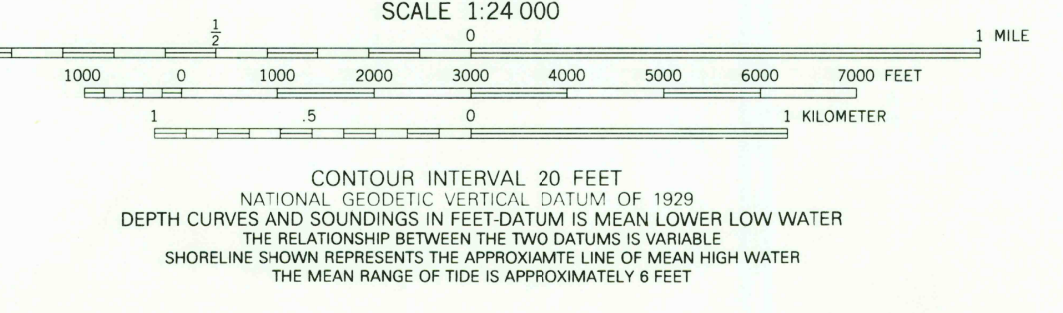 SCALE 1:24 000
1/2 0 1 MILE
1000 0 1000 2000 3000 4000 5000 6000 7000 FEET
1 .5 0 1 KILOMETER
CONTOUR INTERVAL 20 FEET
NATIONAL GEODETIC VERTICAL DATUM OF 1929
DEPTH CURVES AND SOUNDINGS IN FEET-DATUM IS MEAN LOWER LOW WATER
THE RELATIONSHIP BETWEEN THE TWO DATUMS IS VARIABLE
SHORELINE SHOWN REPRESENTS THE APPROXIAMTE LINE OF MEAN HIGH WATER
THE MEAN RANGE OF TIDE IS APPROXIMATELY 6 FEET